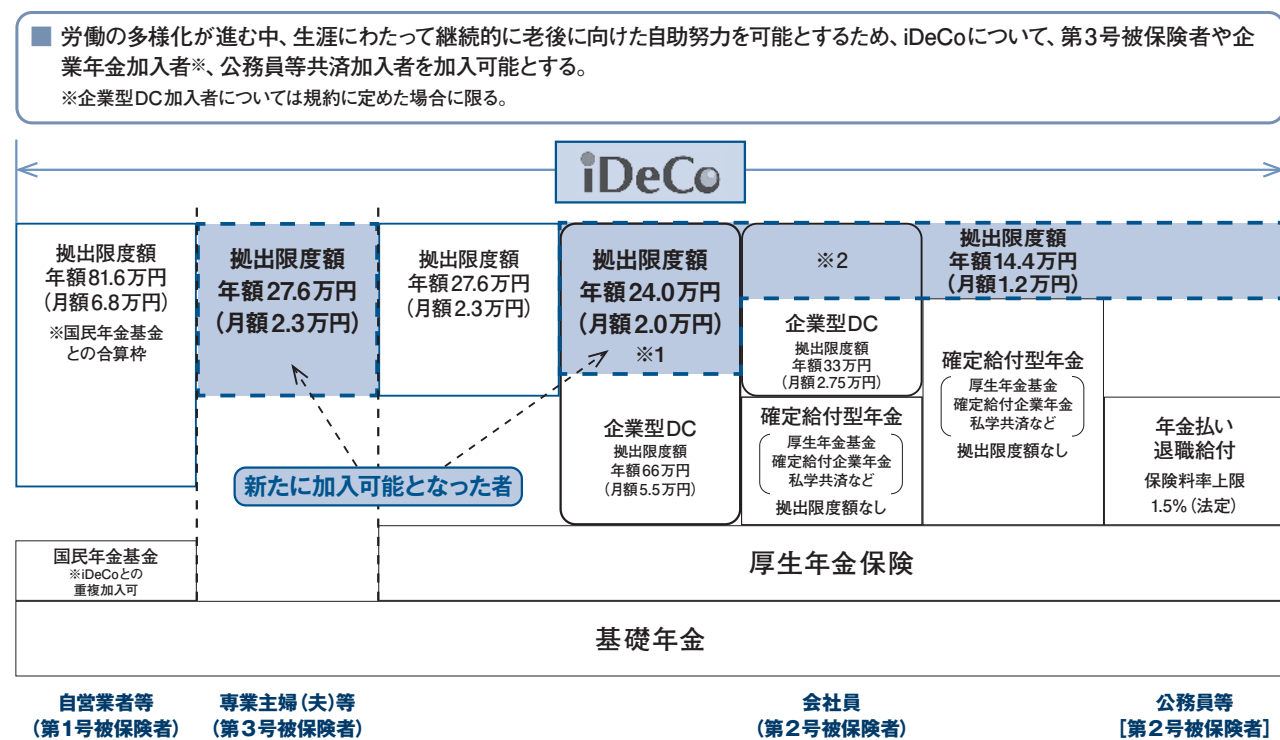 ■ 労働の多様化が進む中、生涯にわたって継続的に老後に向けた自助努力を可能とするため、iDeCoについて、第3号被保険者や企
業年金加入者※、公務員等共済加入者を加入可能とする。
※企業型DC加入者については規約に定めた場合に限る。
iDeCo
拠出限度額
年額81.6万円
(月額6.8万円)
※国民年金基金
との合算枠
拠出限度額
年額27.6万円
(月額2.3万円)
拠出限度額
年額27.6万円
(月額2.3万円)
拠出限度額
年額24.0万円
(月額2.0万円)
※1
※2
拠出限度額
年額14.4万円
(月額1.2万円)
企業型DC
拠出限度額
年額33万円
(月額2.75万円)
企業型DC
拠出限度額
年額66万円
(月額5.5万円)
確定給付型年金
厚生年金基金
確定給付企業年金
私学共済など
拠出限度額なし
確定給付型年金
厚生年金基金
確定給付企業年金
私学共済など
拠出限度額なし
年金払い
退職給付
保険料率上限
1.5%(法定)
新たに加入可能となった者
国民年金基金
※iDeCoとの
重複加入可
厚生年金保険
基礎年金
自営業者等
(第1号被保険者)
専業主婦(夫)等
(第3号被保険者)
会社員
(第2号被保険者)
公務員等
[第2号被保険者]